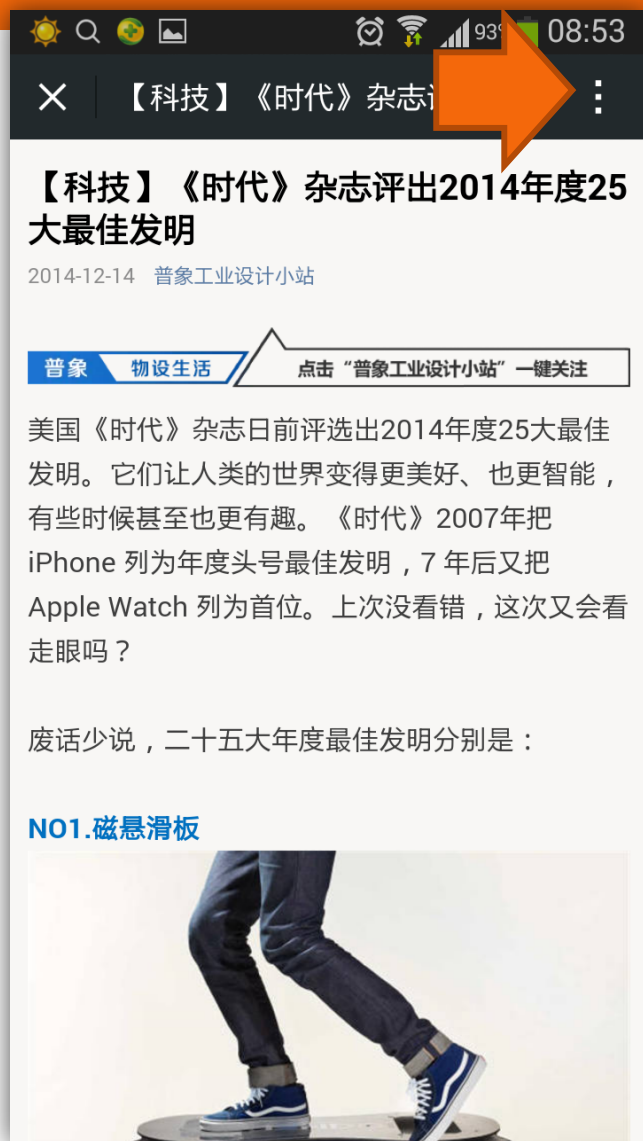 93%
08:53
【科技】《时代》杂志
【科技】《时代》杂志评出2014年度25
大最佳发明
2014-12-14 普象工业设计小站
普象 物设生活 点击“普象工业设计小站”一键关注
美国《时代》杂志日前评选出2014年度25大最佳
发明。它们让人类的世界变得更美好、也更智能，
有些时候甚至也更有趣。《时代》2007年把
iPhone 列为年度头号最佳发明，7 年后又把
Apple Watch 列为首位。上次没看错，这次又会看
走眼吗？
废话少说，二十五大年度最佳发明分别是：
NO1.磁悬滑板